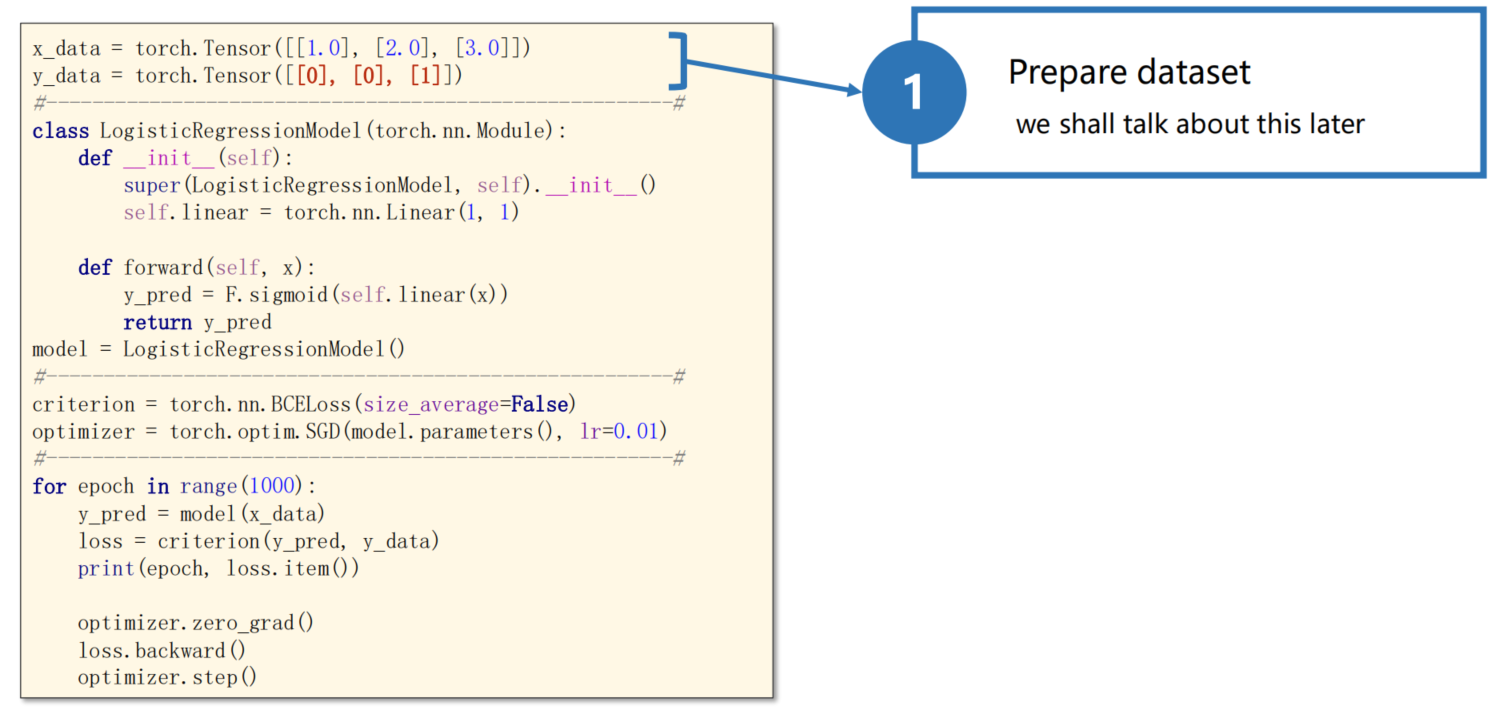 x_data = torch.Tensor([[1.0], [2.0], [3.0]])
y_data = torch.Tensor([[0], [0], [1]])
#-------------------------------------------------------#
class LogisticRegressionModel(torch.nn.Module):
    def __init__(self):
        super(LogisticRegressionModel, self).__init__()
        self.linear = torch.nn.Linear(1, 1)

    def forward(self, x):
        y_pred = F.sigmoid(self.linear(x))
        return y_pred
model = LogisticRegressionModel()
#-------------------------------------------------------#
criterion = torch.nn.BCELoss(size_average=False)
optimizer = torch.optim.SGD(model.parameters(), lr=0.01)
#-------------------------------------------------------#
for epoch in range(1000):
    y_pred = model(x_data)
    loss = criterion(y_pred, y_data)
    print(epoch, loss.item())

    optimizer.zero_grad()
    loss.backward()
    optimizer.step()
1
Prepare dataset
we shall talk about this later